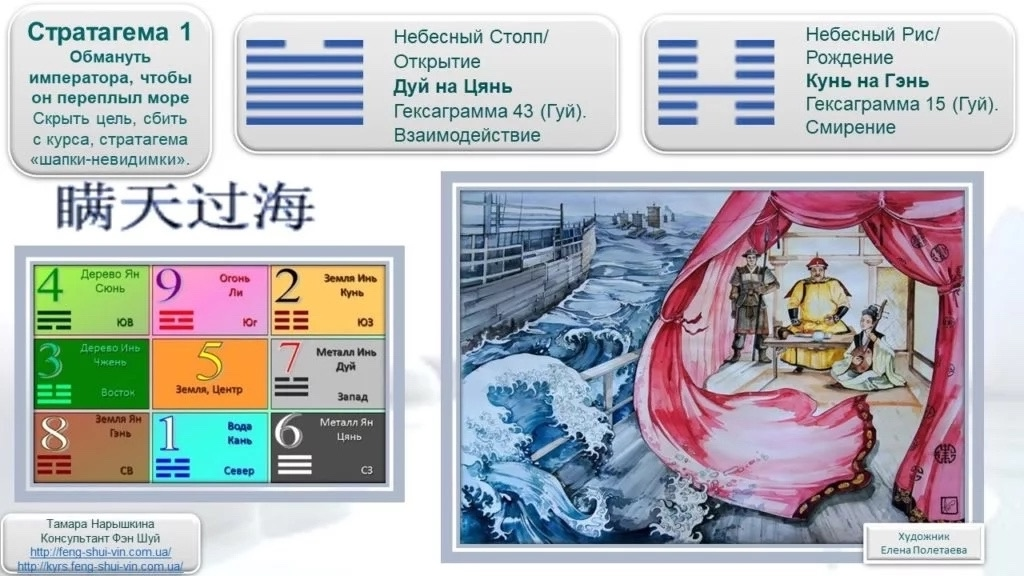 Стратагема 1
Обмануть
императора, чтобы
он переплыл море
Скрыть цель, сбить
с курса, стратагема
«шапки-невидимки».
Небесный Столп/
Открытие
Дуй на Цянь
Гексаграмма 43 (Гуй).
Взаимодействие
Небесный Рис/
Рождение
Кунь на Гэнь
Гексаграмма 15 (Гуй).
Смирение
瞒天过海
4
Дерево Ян
Сюнь
ЮВ
9
Огонь
Ли
Юг
2
Земля Инь
Кунь
ЮЗ
3
Дерево Инь
Чжень
Восток
5
Земля, Центр
7
Металл Инь
Дуй
Запад
8
Земля Ян
Гэнь
СВ
1
Вода
Кань
Север
6
Металл Ян
Цянь
СЗ
Тамара Нарышкина
Консультант Фэн Шуй
http://feng-shui-vin.com.ua/
http://kyrs.feng-shui-vin.com.ua/
Художник
Елена Полетаева